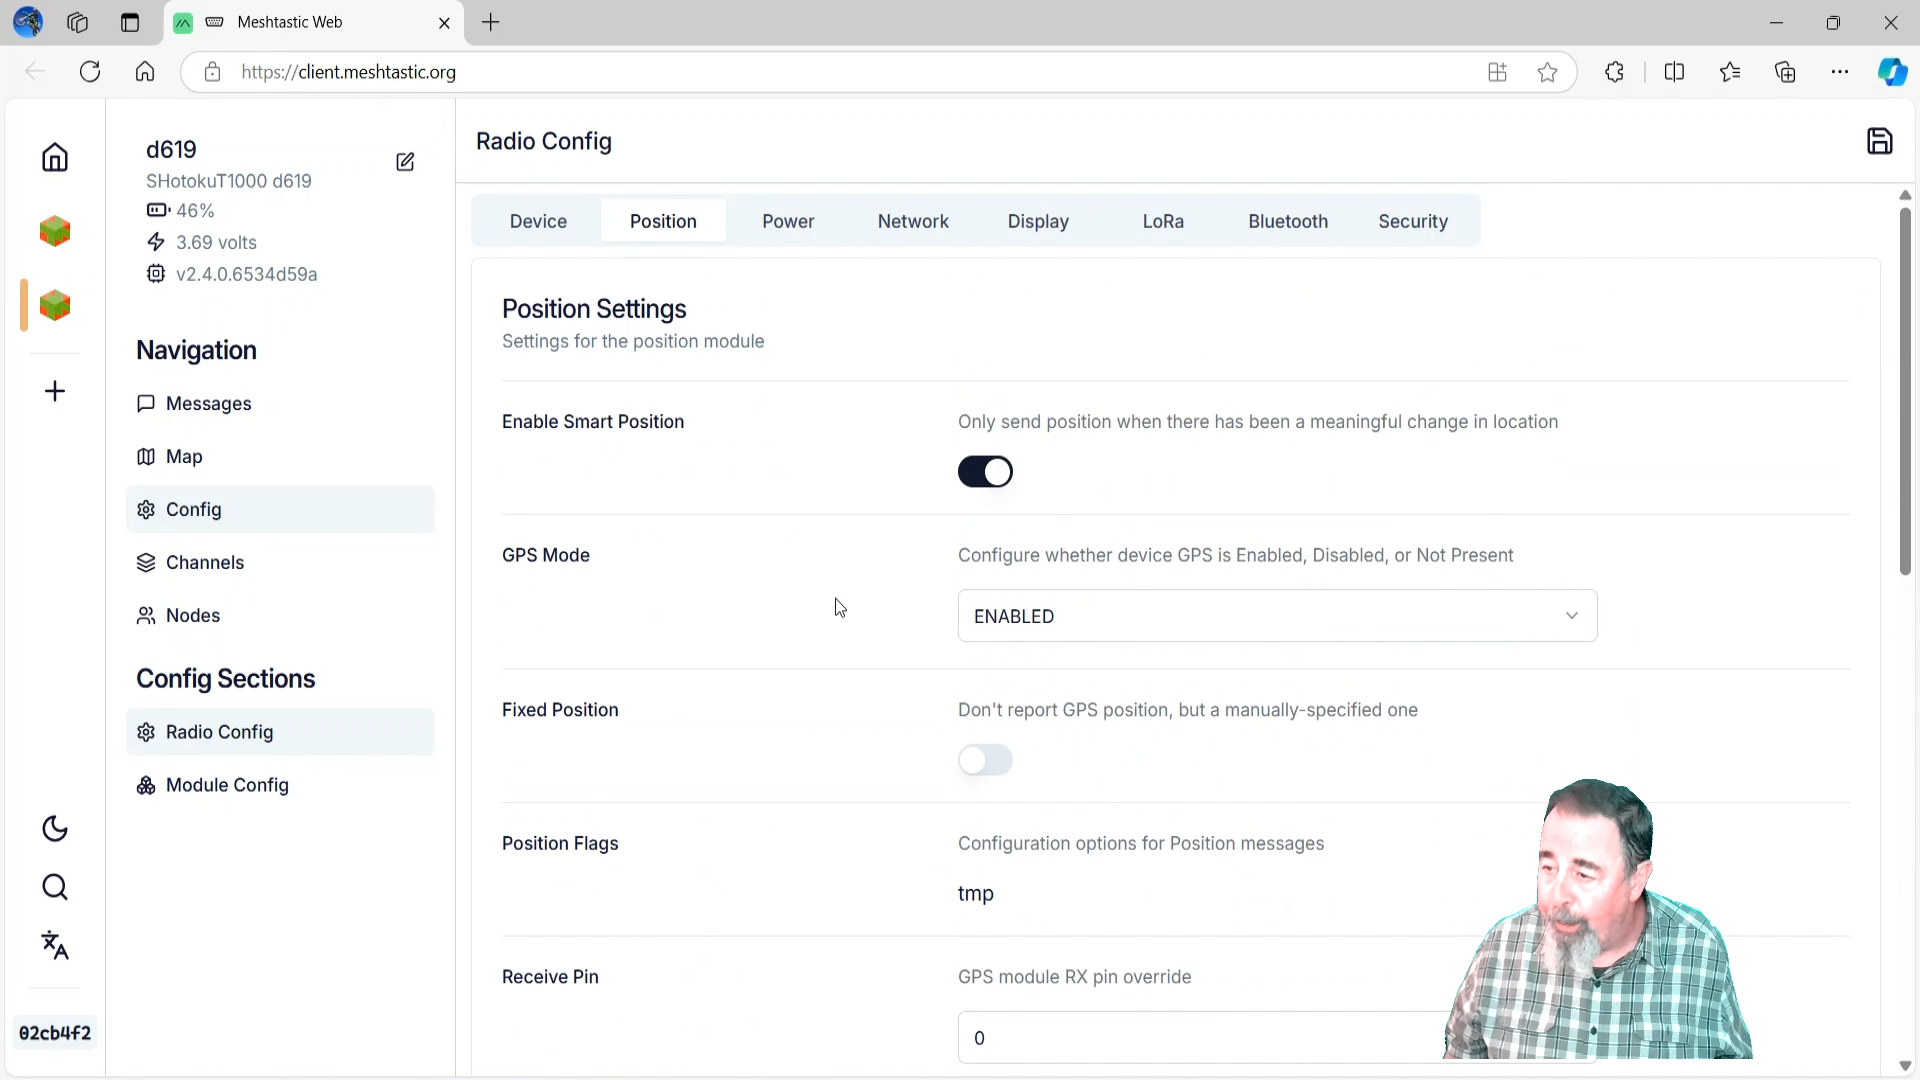 Meshtastic Web
https://client.meshtastic.org
d619
SHotokuT1000 d619
46%
3.69 volts
v2.4.0.6534d59a
Navigation
Messages
Map
Config
Channels
Nodes
Config Sections
Radio Config
Module Config
02cb4f2
Radio Config
Device
Position
Power
Network
Display
LoRa
Bluetooth
Security
Position Settings
Settings for the position module
Enable Smart Position
Only send position when there has been a meaningful change in location
GPS Mode
Configure whether device GPS is Enabled, Disabled, or Not Present
ENABLED
Fixed Position
Don't report GPS position, but a manually-specified one
Position Flags
Configuration options for Position messages
tmp
Receive Pin
GPS module RX pin override
0